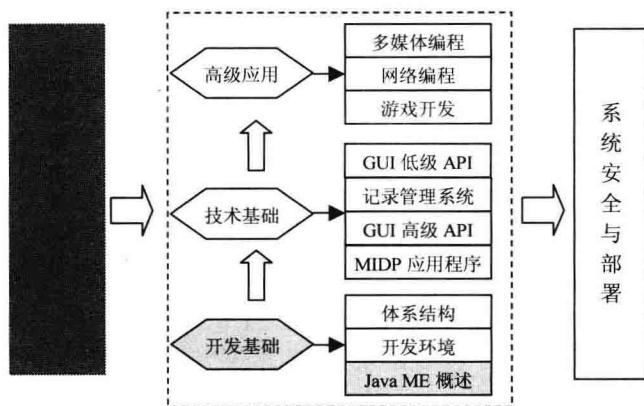 高级应用
多媒体编程
网络编程
游戏开发
技术基础
GUI 低级 API
记录管理系统
GUI 高级 API
MIDP 应用程序
开发基础
体系结构
开发环境
Java ME 概述
系统安全与部署